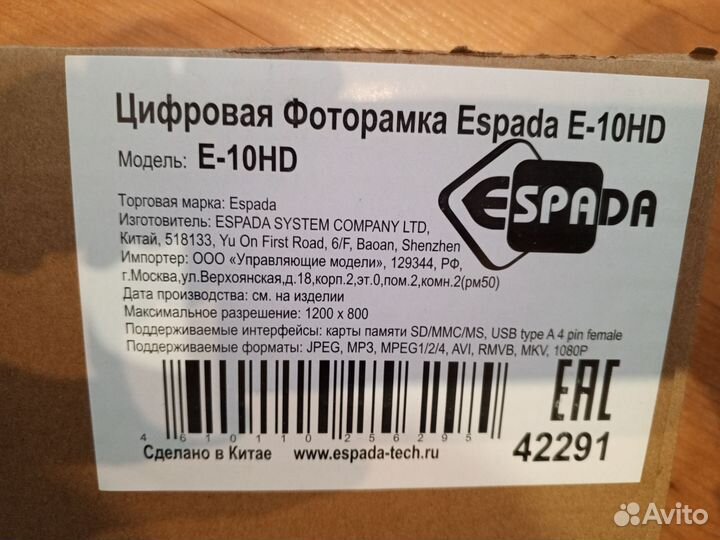 Цифровая Фоторамка Espada E-10HD
Модель: E-10HD
ESPADA
Торговая марка: Espada
Изготовитель: ESPADA SYSTEM COMPANY LTD,
Китай, 518133, Yu On First Road, 6/F, Baoan, Shenzhen
Импортер: ООО «Управляющие модели», 129344, РФ,
г.Москва,ул.Верхоянская,д.18,корп.2,эт.0,пом.2,комн.2(рм50)
Дата производства: см. на изделии
Максимальное разрешение: 1200 x 800
Поддерживаемые интерфейсы: карты памяти SD/MMC/MS, USB type A 4 pin female
Поддерживаемые форматы: JPEG, MP3, MPEG1/2/4, AVI, RMVB, MKV, 1080P
4610110256295
EAC
Сделано в Китае www.espada-tech.ru
42291
Avito